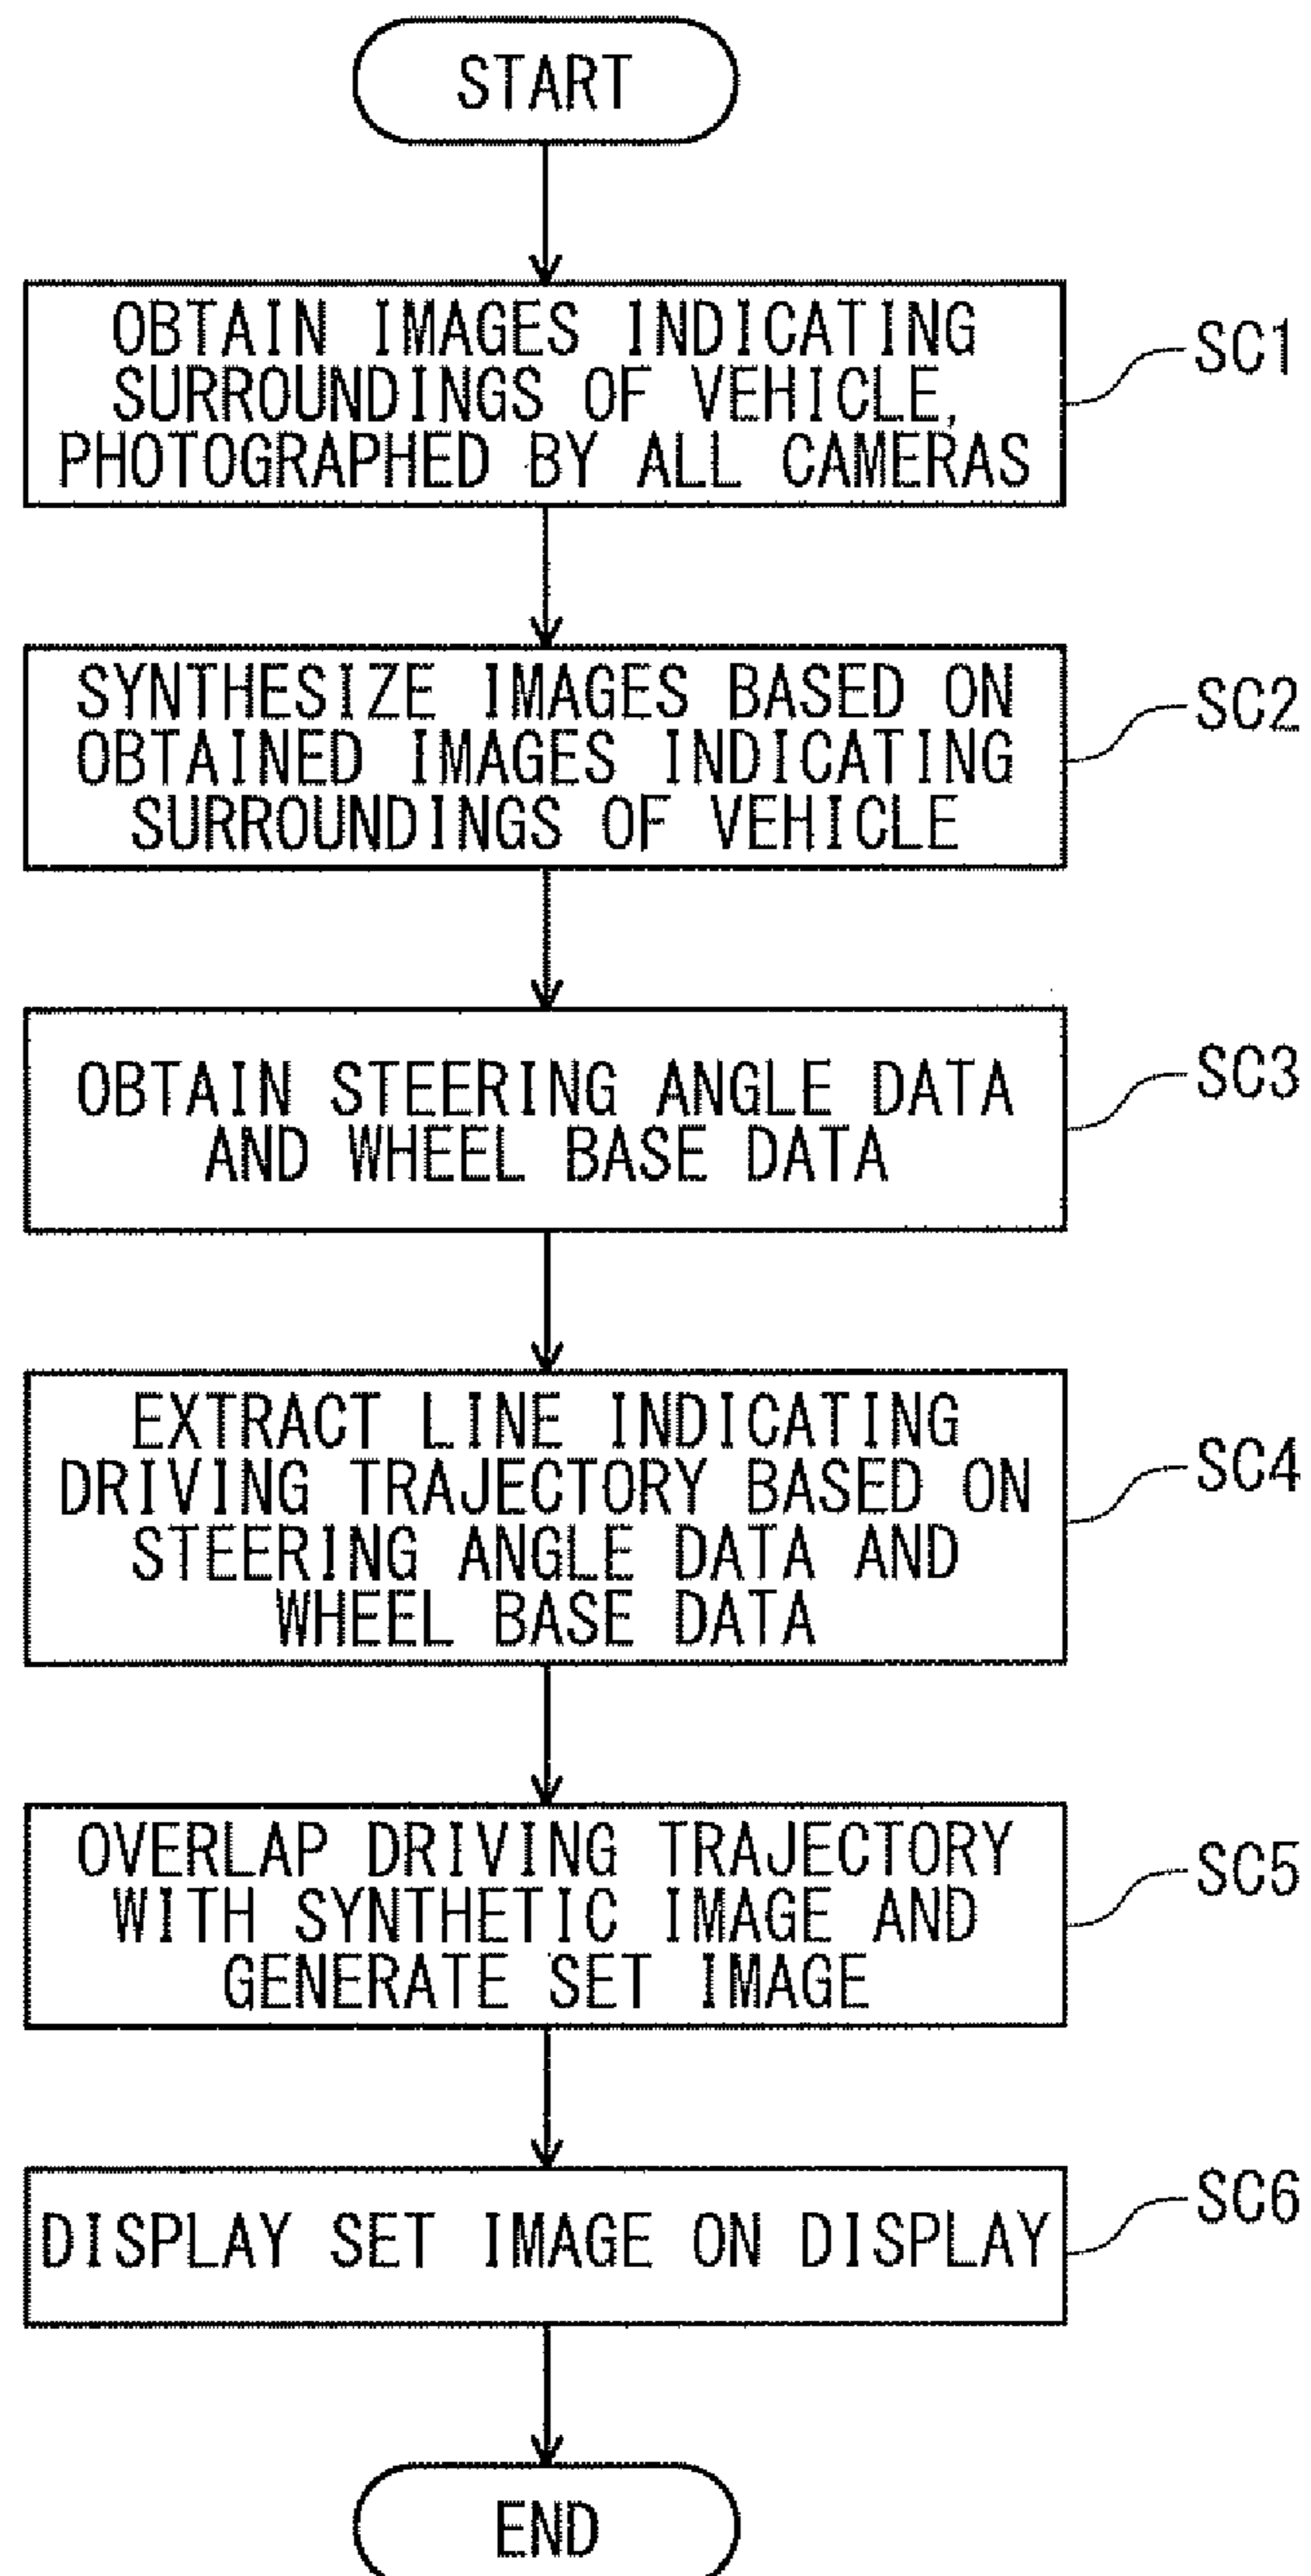 START
OBTAIN IMAGES INDICATING
SURROUNDINGS OF VEHICLE,
PHOTOGRAPHED BY ALL CAMERAS
SC1
SYNTHESIZE IMAGES BASED ON
OBTAINED IMAGES INDICATING
SURROUNDINGS OF VEHICLE
SC2
OBTAIN STEERING ANGLE DATA
AND WHEEL BASE DATA
SC3
EXTRACT LINE INDICATING
DRIVING TRAJECTORY BASED ON
STEERING ANGLE DATA AND
WHEEL BASE DATA
SC4
OVERLAP DRIVING TRAJECTORY
WITH SYNTHETIC IMAGE AND
GENERATE SET IMAGE
SC5
DISPLAY SET IMAGE ON DISPLAY
SC6
END